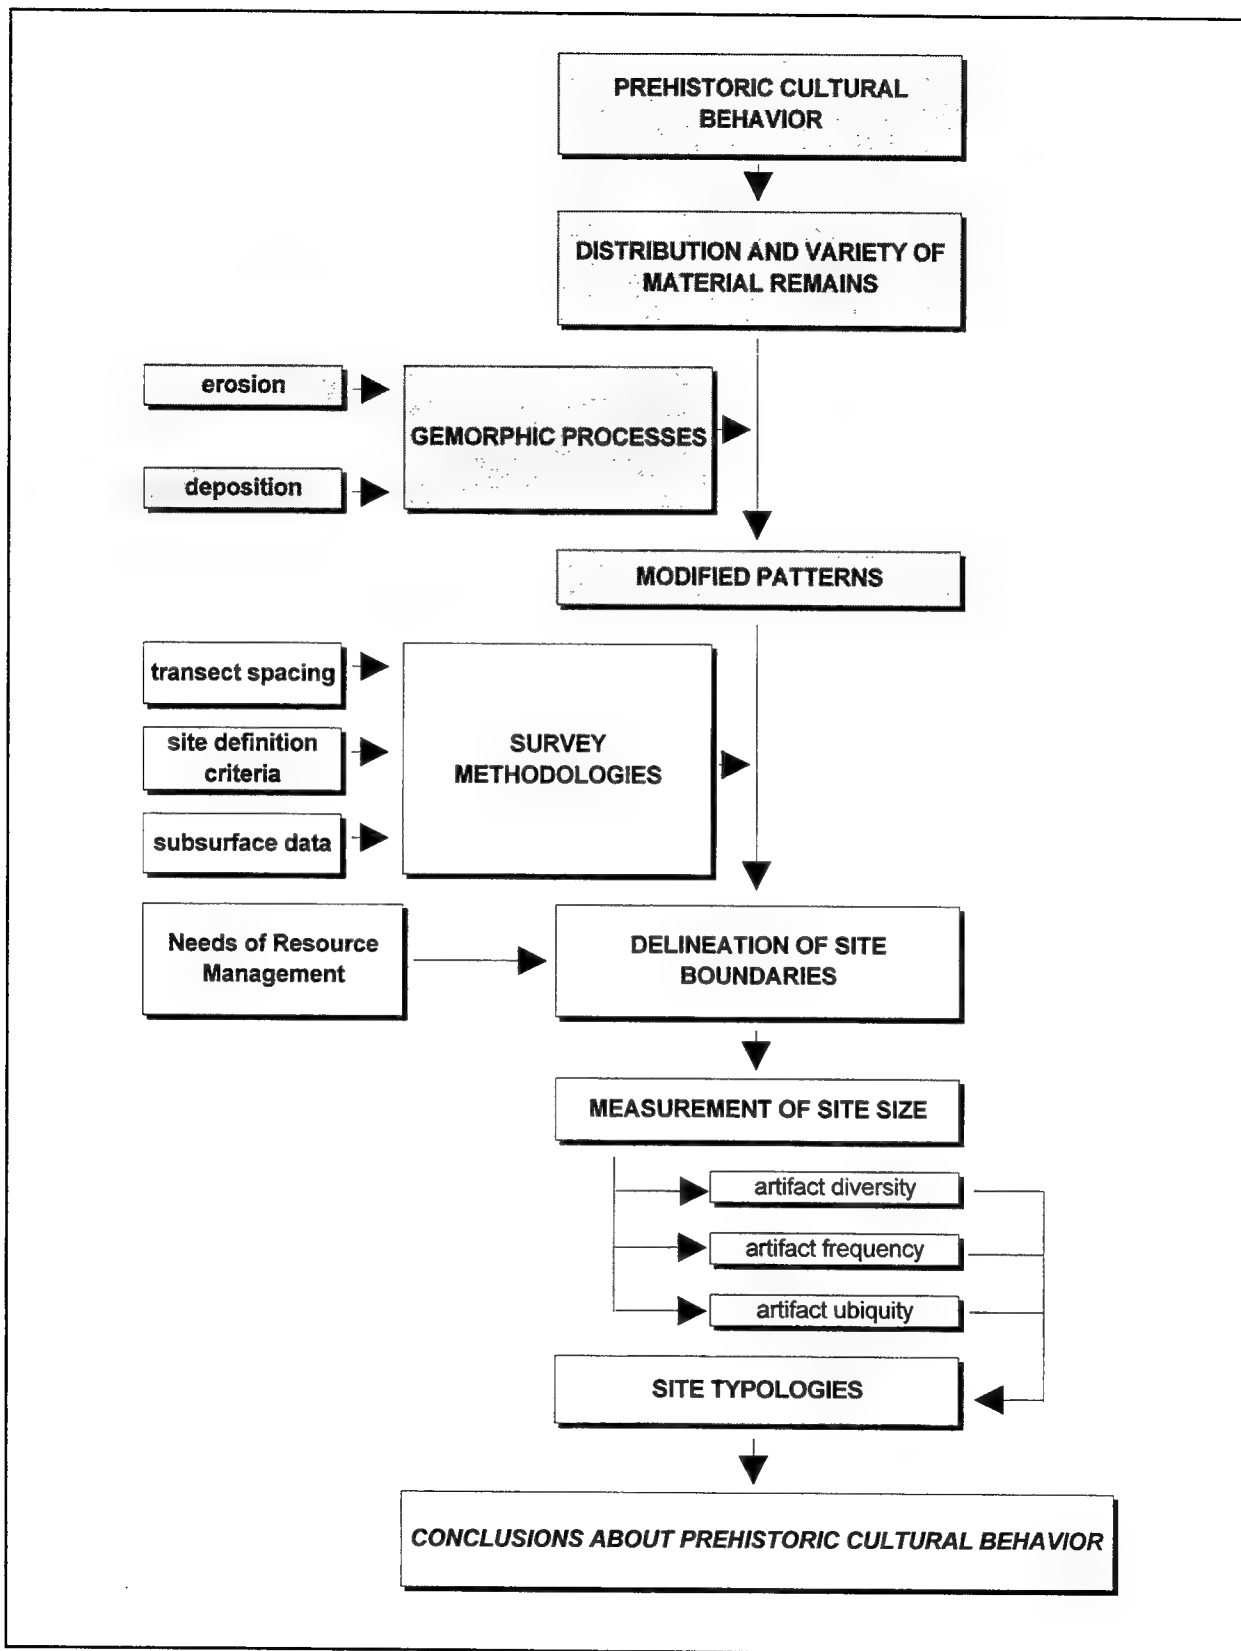 PREHISTORIC CULTURAL
BEHAVIOR
DISTRIBUTION AND VARIETY OF
MATERIAL REMAINS
erosion
GEMORPHIC PROCESSES
deposition
MODIFIED PATTERNS
transect spacing
site definition
criteria
subsurface data
SURVEY
METHODOLOGIES
Needs of Resource
Management
DELINEATION OF SITE
BOUNDARIES
MEASUREMENT OF SITE SIZE
artifact diversity
artifact frequency
artifact ubiquity
SITE TYPOLOGIES
CONCLUSIONS ABOUT PREHISTORIC CULTURAL BEHAVIOR